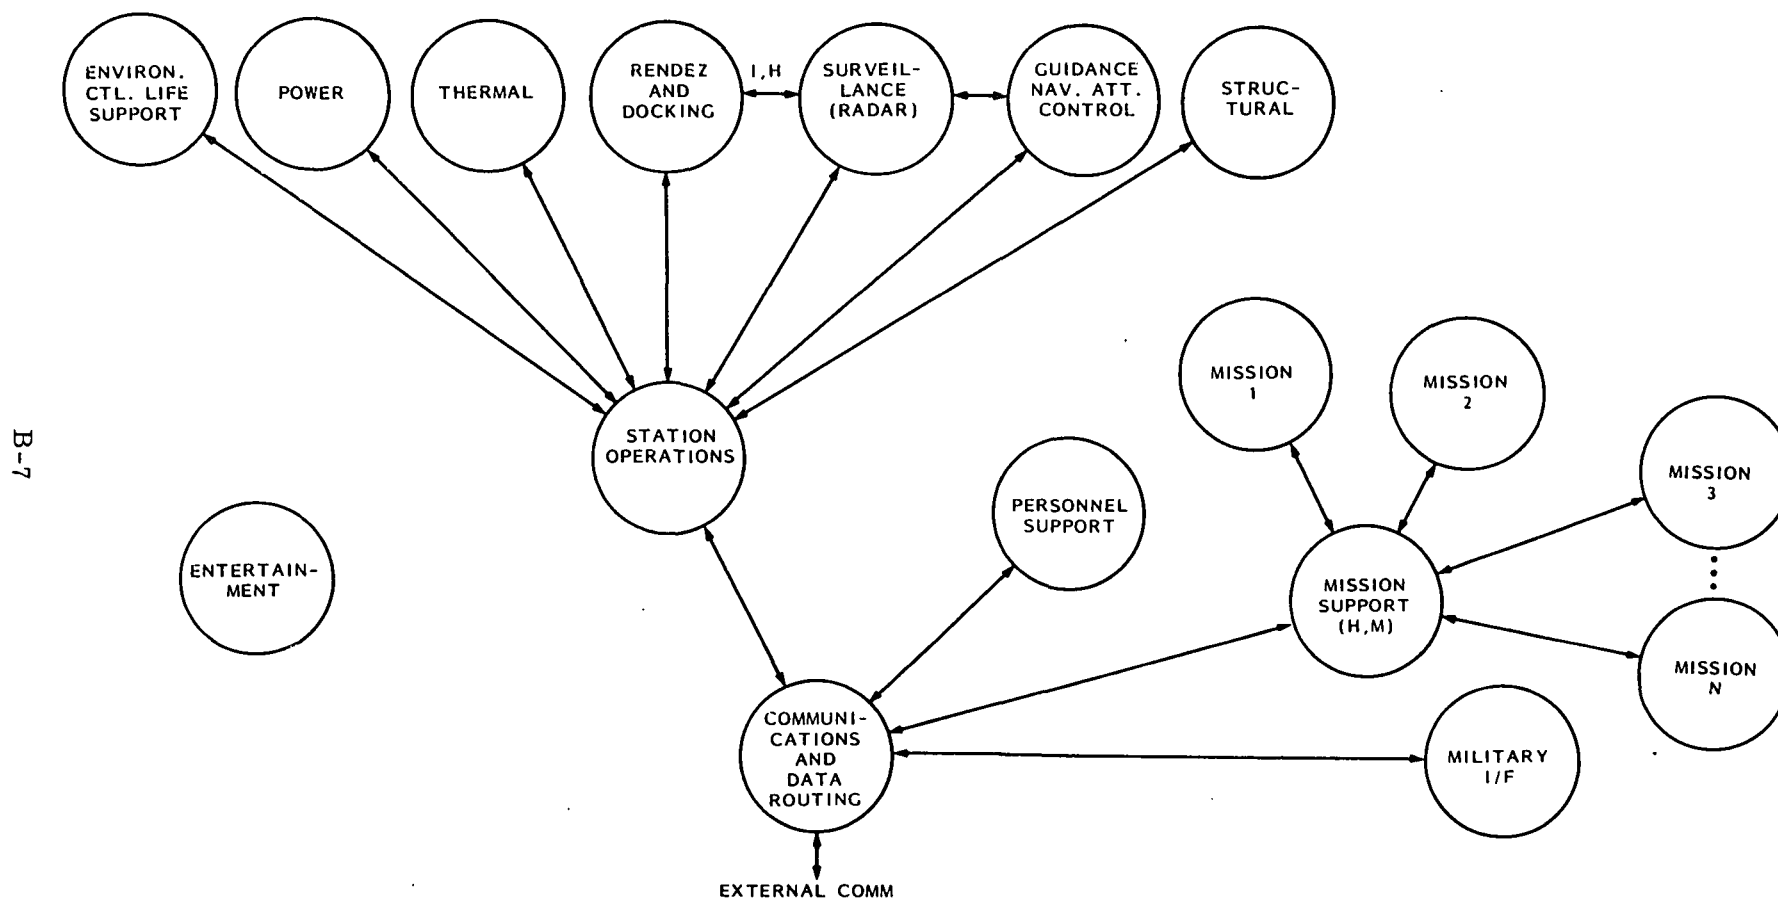 ENVIRON.
CTL. LIFE
SUPPORT
POWER
THERMAL
RENDEZ
AND
DOCKING
I,H
SURVEIL-
LANCE
(RADAR)
GUIDANCE
NAV. ATT.
CONTROL
STRUC-
TURAL
STATION
OPERATIONS
MISSION
1
MISSION
2
MISSION
3
MISSION
N
MISSION
SUPPORT
(H,M)
PERSONNEL
SUPPORT
ENTERTAIN-
MENT
COMMUNI-
CATIONS
AND
DATA
ROUTING
MILITARY
I/F
EXTERNAL COMM
B-7